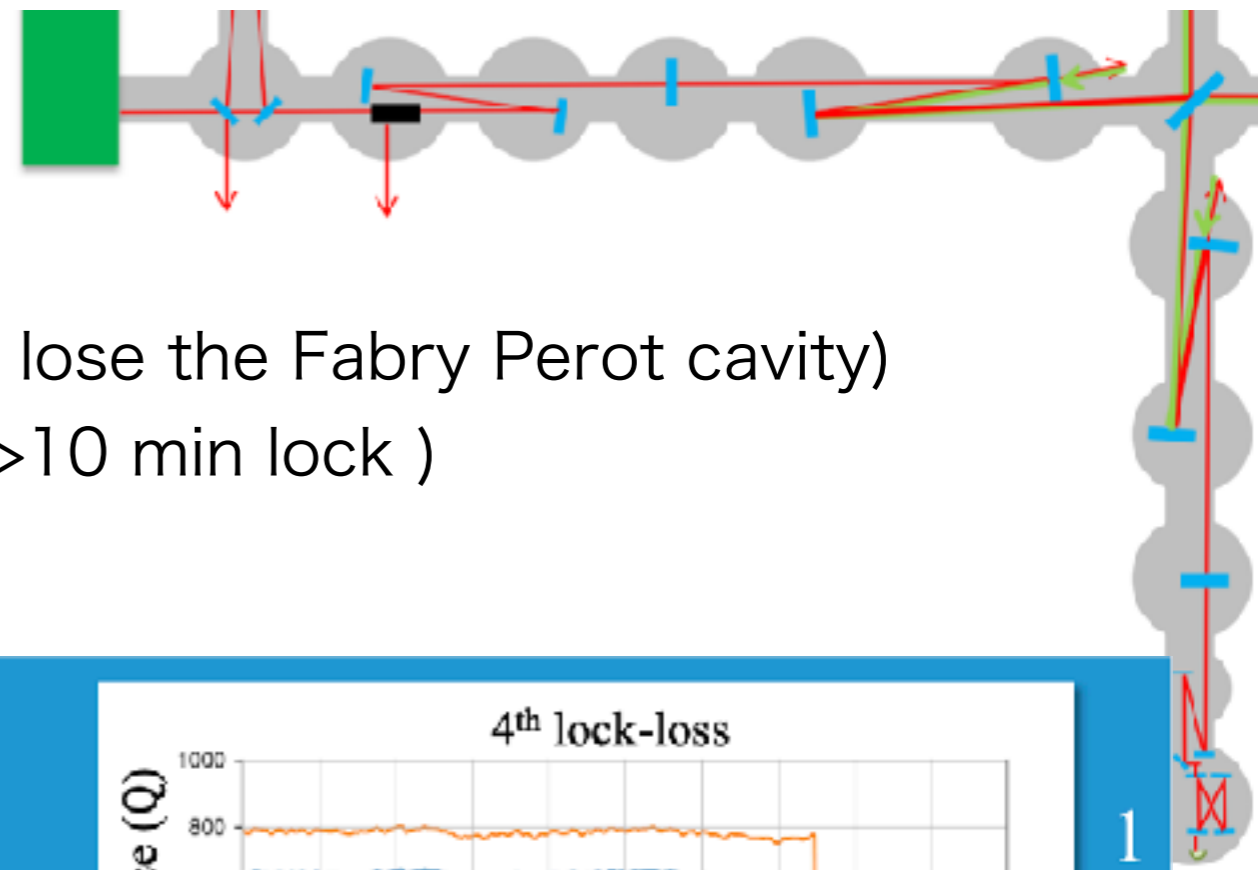 lose the Fabry Perot cavity)
>10 min lock )
4th lock-loss
1000
(Q)
800
1